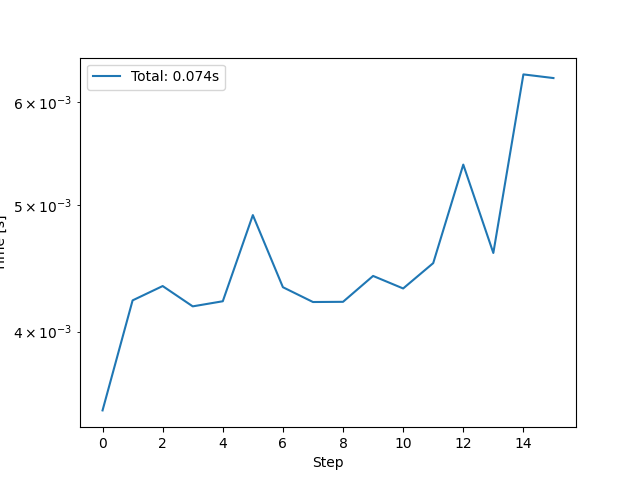 Total: 0.074s
6 × 10⁻³
5 × 10⁻³
4 × 10⁻³
Time [s]
0 2 4 6 8 10 12 14
Step